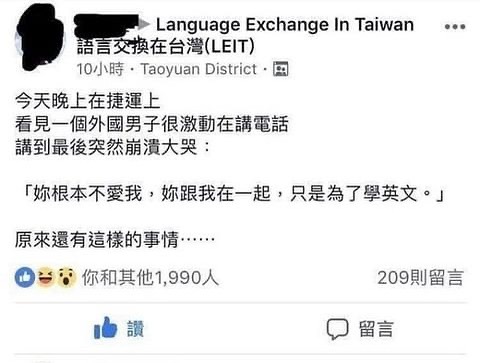 Language Exchange In Taiwan
語言交換在台灣(LEIT)
10小時 · Taoyuan District ·
今天晚上在捷運上
看見一個外國男子很激動在講電話
講到最後突然崩潰大哭：
「妳根本不愛我，妳跟我在一起，只是為了學英文。」
原來還有這樣的事情⋯⋯
你和其他1,990人 209則留言
讚 留言